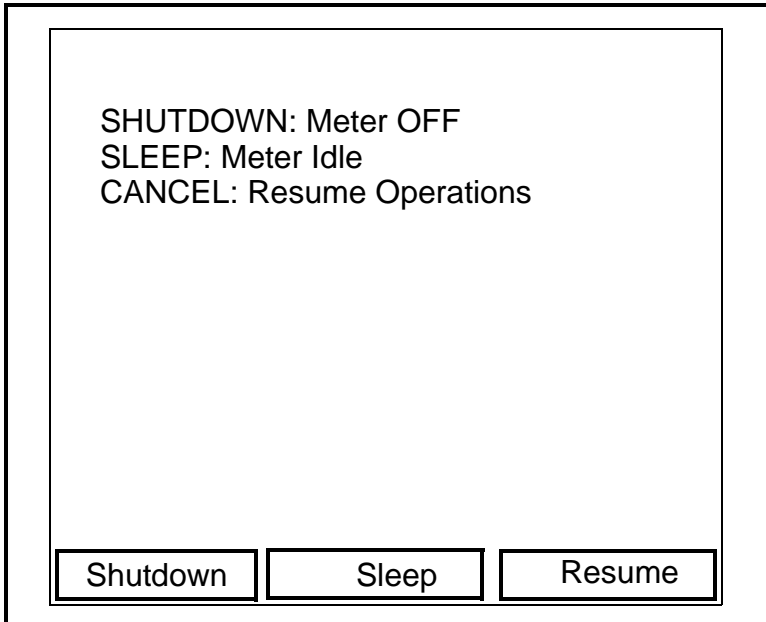 SHUTDOWN: Meter OFF
SLEEP: Meter Idle
CANCEL: Resume Operations
Shutdown Sleep Resume